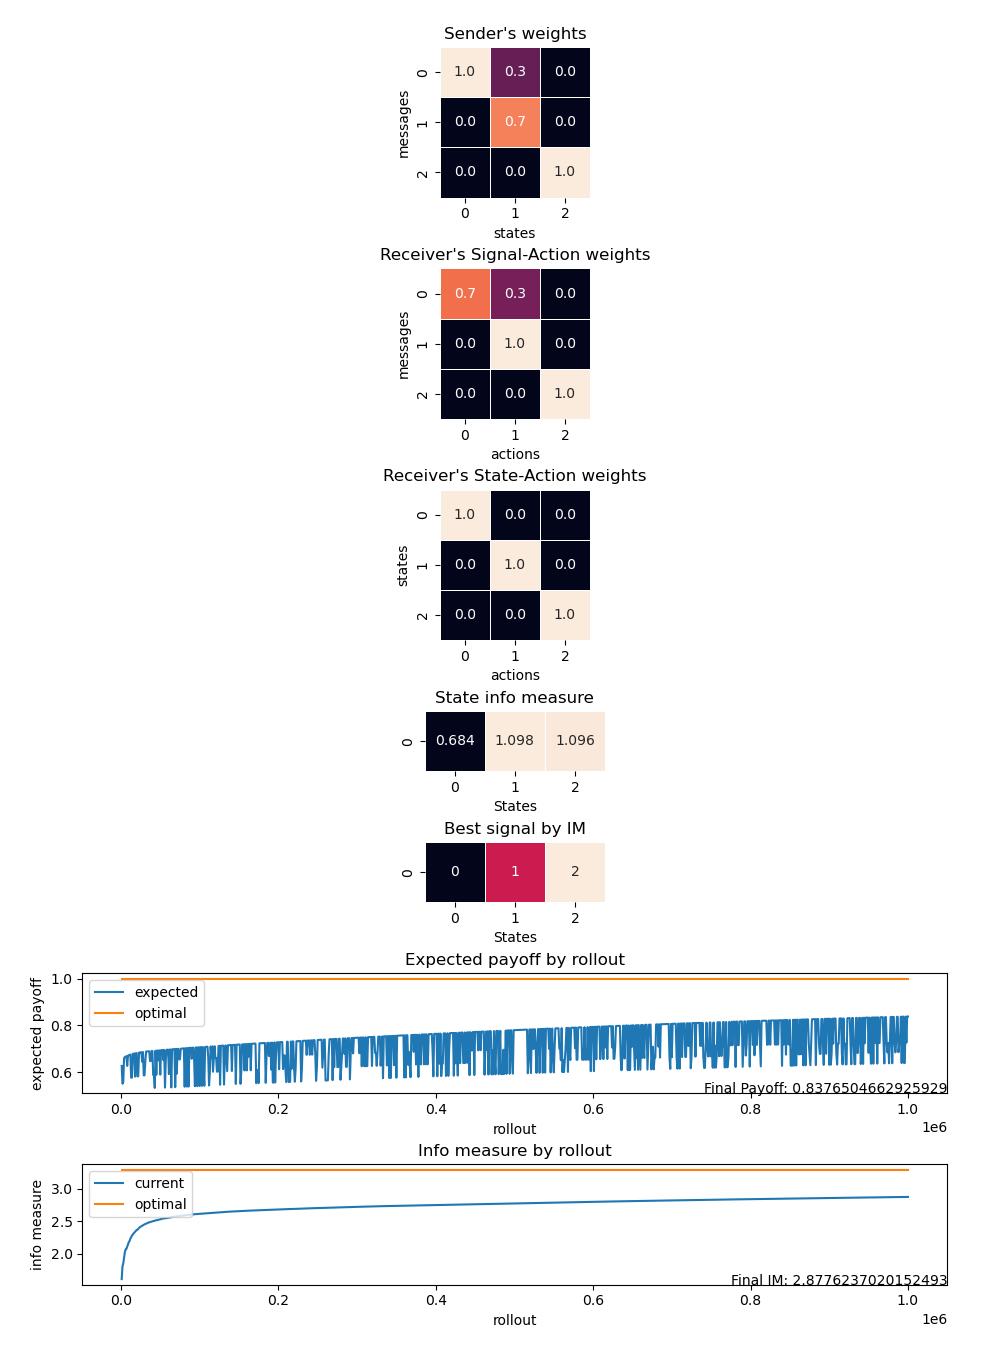 Sender's weights
messages
0 1.0 0.3 0.0
1 0.0 0.7 0.0
2 0.0 0.0 1.0
0 1 2
states
Receiver's Signal-Action weights
messages
0 0.7 0.3 0.0
1 0.0 1.0 0.0
2 0.0 0.0 1.0
0 1 2
actions
Receiver's State-Action weights
states
0 1.0 0.0 0.0
1 0.0 1.0 0.0
2 0.0 0.0 1.0
0 1 2
actions
State info measure
0 0.684 1.098 1.096
0 1 2
States
Best signal by IM
0 0 1 2
0 1 2
States
Expected payoff by rollout
expected payoff
1.0
0.8
0.6
expected
optimal
Final Payoff: 0.8376504662925929
0.0 0.2 0.4 0.6 0.8 1.0
1e6
rollout
Info measure by rollout
info measure
3.0
2.5
2.0
current
optimal
Final IM: 2.8776237020152493
0.0 0.2 0.4 0.6 0.8 1.0
1e6
rollout